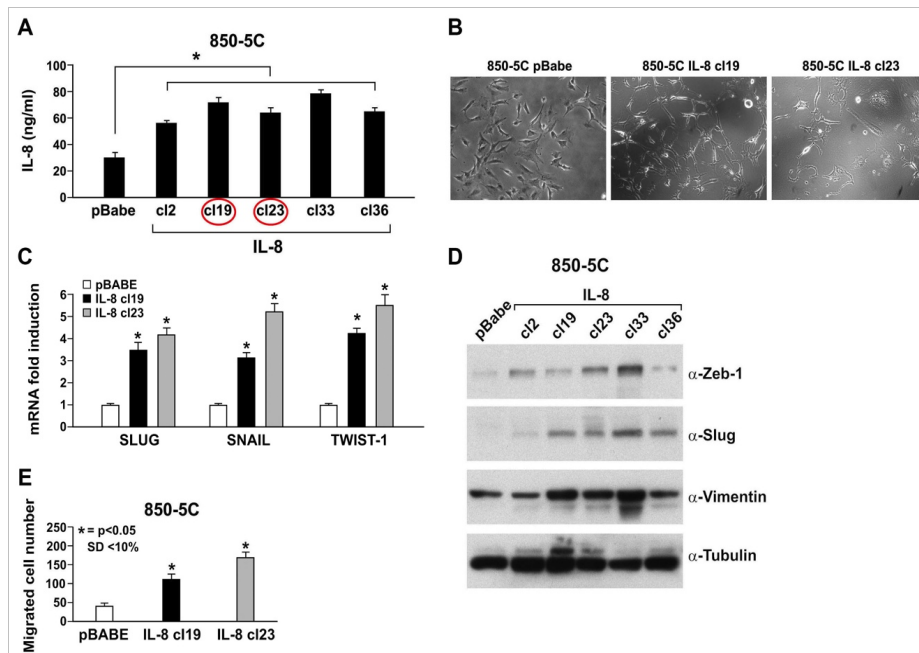 A
850-5C
*
IL-8 (ng/ml)
100
80
60
40
20
0
pBabe cl2 cl19 cl23 cl33 cl36
IL-8
B
850-5C pBabe 850-5C IL-8 cl19 850-5C IL-8 cl23
C
pBABE
IL-8 cl19
IL-8 cl23
mRNA fold induction
6
5
4
3
2
1
0
* * * * * *
SLUG SNAIL TWIST-1
D
850-5C
IL-8
pBabe cl2 cl19 cl23 cl33 cl36
α-Zeb-1
α-Slug
α-Vimentin
α-Tubulin
E
850-5C
* = p<0.05
SD <10%
Migrated cell number
250
200
150
100
50
0
* *
pBABE IL-8 cl19 IL-8 cl23